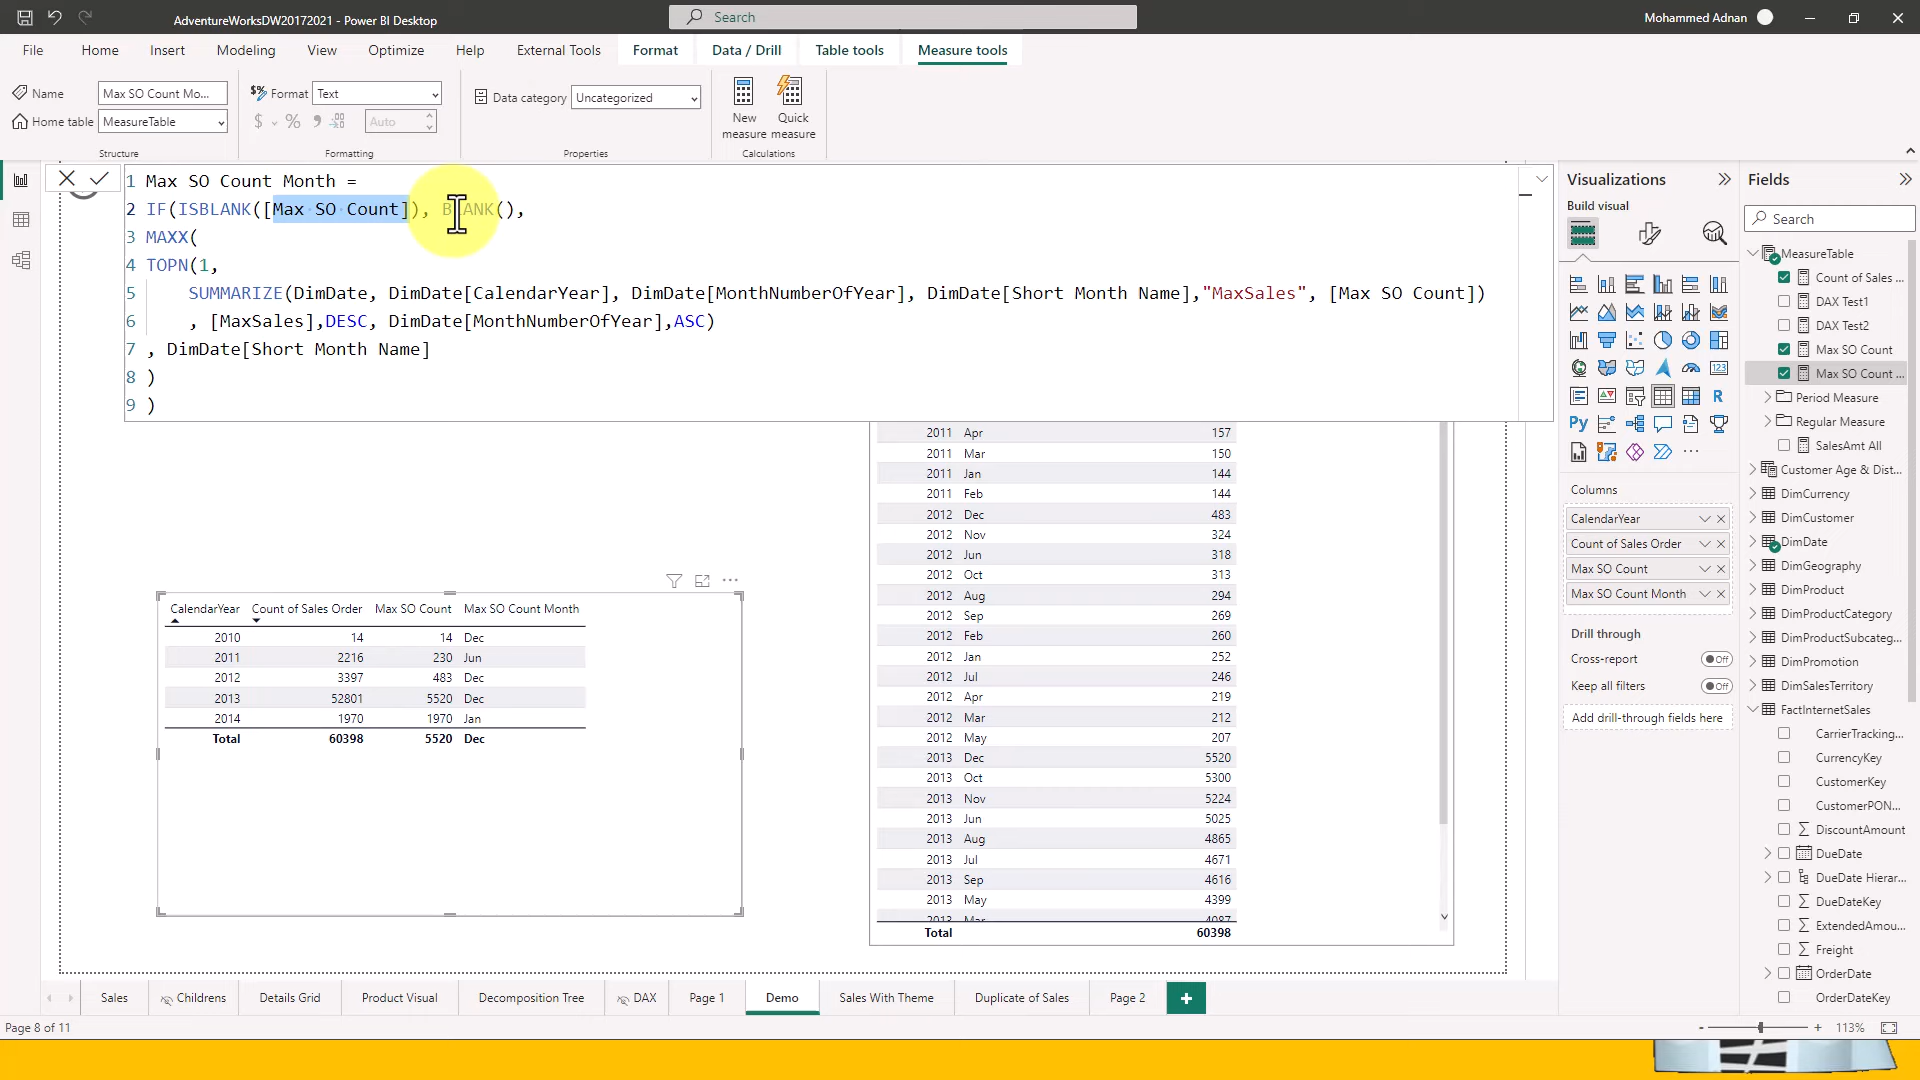 AdventureWorksDW20172021 - Power BI Desktop
Search
Mohammed Adnan
File
Home
Insert
Modeling
View
Optimize
Help
External Tools
Format
Data / Drill
Table tools
Measure tools
Name
Max SO Count Mo...
Home table
MeasureTable
Structure
Format
Text
$ %
Auto
Formatting
Data category
Uncategorized
Properties
New measure
Quick measure
Calculations
1 Max SO Count Month =
2 IF(ISBLANK([Max SO Count]), BLANK(),
3 MAXX(
4 TOPN(1,
5 SUMMARIZE(DimDate, DimDate[CalendarYear], DimDate[MonthNumberOfYear], DimDate[Short Month Name],"MaxSales", [Max SO Count])
6 , [MaxSales],DESC, DimDate[MonthNumberOfYear],ASC)
7 , DimDate[Short Month Name]
8 )
9 )
CalendarYear Count of Sales Order Max SO Count Max SO Count Month
2010 14 14 Dec
2011 2216 230 Jun
2012 3397 483 Dec
2013 52801 5520 Dec
2014 1970 1970 Jan
Total 60398 5520 Dec
2011 Apr 157
2011 Mar 150
2011 Jan 144
2011 Feb 144
2012 Dec 483
2012 Nov 324
2012 Jun 318
2012 Oct 313
2012 Aug 294
2012 Sep 269
2012 Feb 260
2012 Jan 252
2012 Jul 246
2012 Apr 219
2012 Mar 212
2012 May 207
2013 Dec 5520
2013 Oct 5300
2013 Nov 5224
2013 Jun 5025
2013 Aug 4865
2013 Jul 4671
2013 Sep 4616
2013 May 4399
2013 Mar 4087
Total 60398
Visualizations
Build visual
Columns
CalendarYear
Count of Sales Order
Max SO Count
Max SO Count Month
Drill through
Cross-report
Off
Keep all filters
Off
Add drill-through fields here
Fields
Search
MeasureTable
Count of Sales ...
DAX Test1
DAX Test2
Max SO Count
Max SO Count ...
Period Measure
Regular Measure
SalesAmt All
Customer Age & Dist...
DimCurrency
DimCustomer
DimDate
DimGeography
DimProduct
DimProductCategory
DimProductSubcateg...
DimPromotion
DimSalesTerritory
FactInternetSales
CarrierTracking...
CurrencyKey
CustomerKey
CustomerPON...
DiscountAmount
DueDate
DueDate Hierar...
DueDateKey
ExtendedAmou...
Freight
OrderDate
OrderDateKey
Sales
Childrens
Details Grid
Product Visual
Decomposition Tree
DAX
Page 1
Demo
Sales With Theme
Duplicate of Sales
Page 2
Page 8 of 11
- + 113%